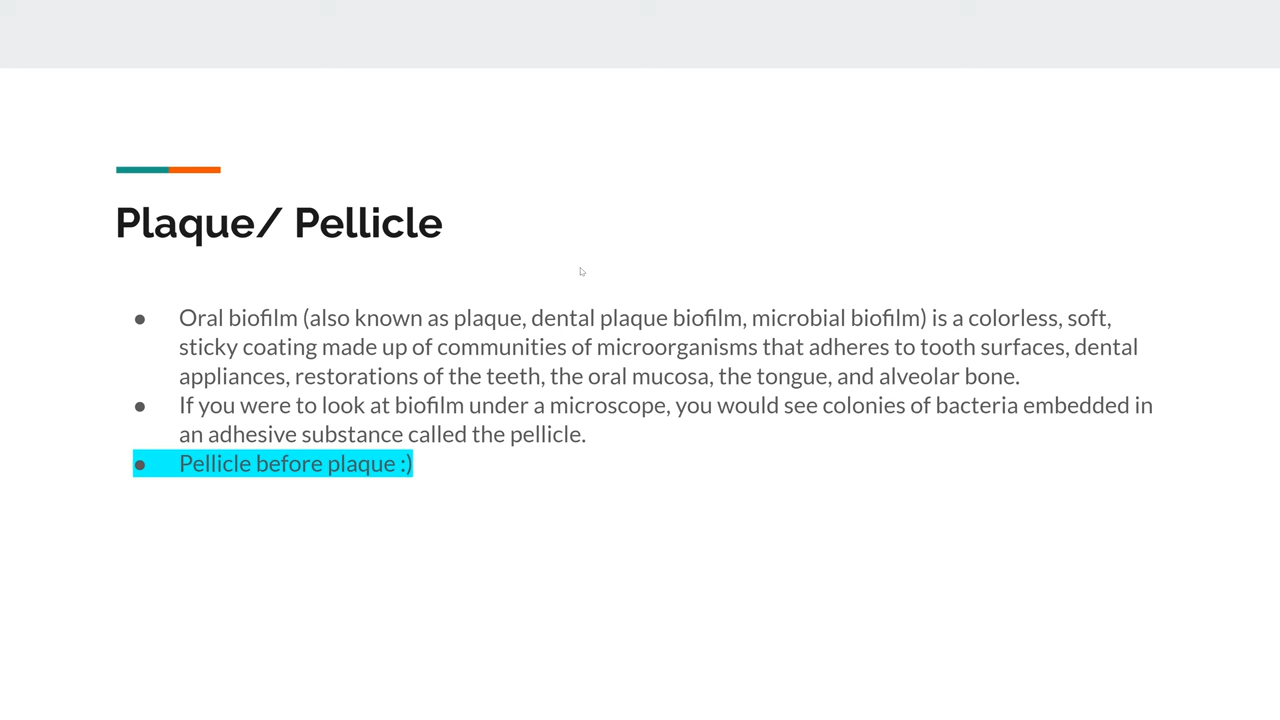 Plaque/ Pellicle
● Oral biofilm (also known as plaque, dental plaque biofilm, microbial biofilm) is a colorless, soft,
sticky coating made up of communities of microorganisms that adheres to tooth surfaces, dental
appliances, restorations of the teeth, the oral mucosa, the tongue, and alveolar bone.
● If you were to look at biofilm under a microscope, you would see colonies of bacteria embedded in
an adhesive substance called the pellicle.
● Pellicle before plaque :)